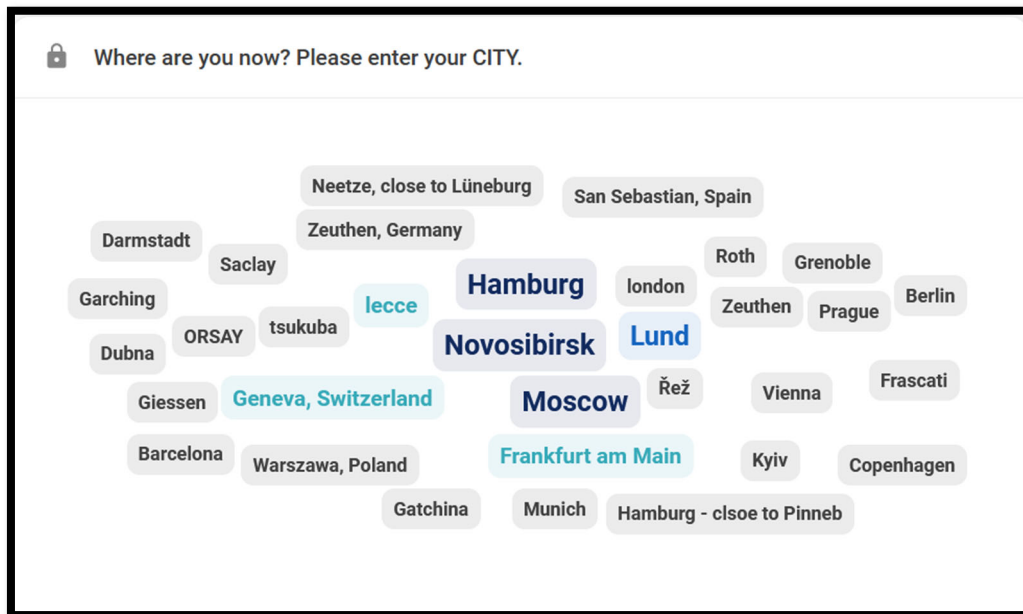 Where are you now? Please enter your CITY.
Neetze, close to Lüneburg
San Sebastian, Spain
Zeuthen, Germany
Darmstadt
Saclay
Roth
Grenoble
Hamburg
london
Garching
lecce
Zeuthen
Prague
Berlin
ORSAY
tsukuba
Novosibirsk
Lund
Dubna
Giessen
Geneva, Switzerland
Moscow
Řež
Vienna
Frascati
Barcelona
Warszawa, Poland
Frankfurt am Main
Kyiv
Copenhagen
Gatchina
Munich
Hamburg - clsoe to Pinneb